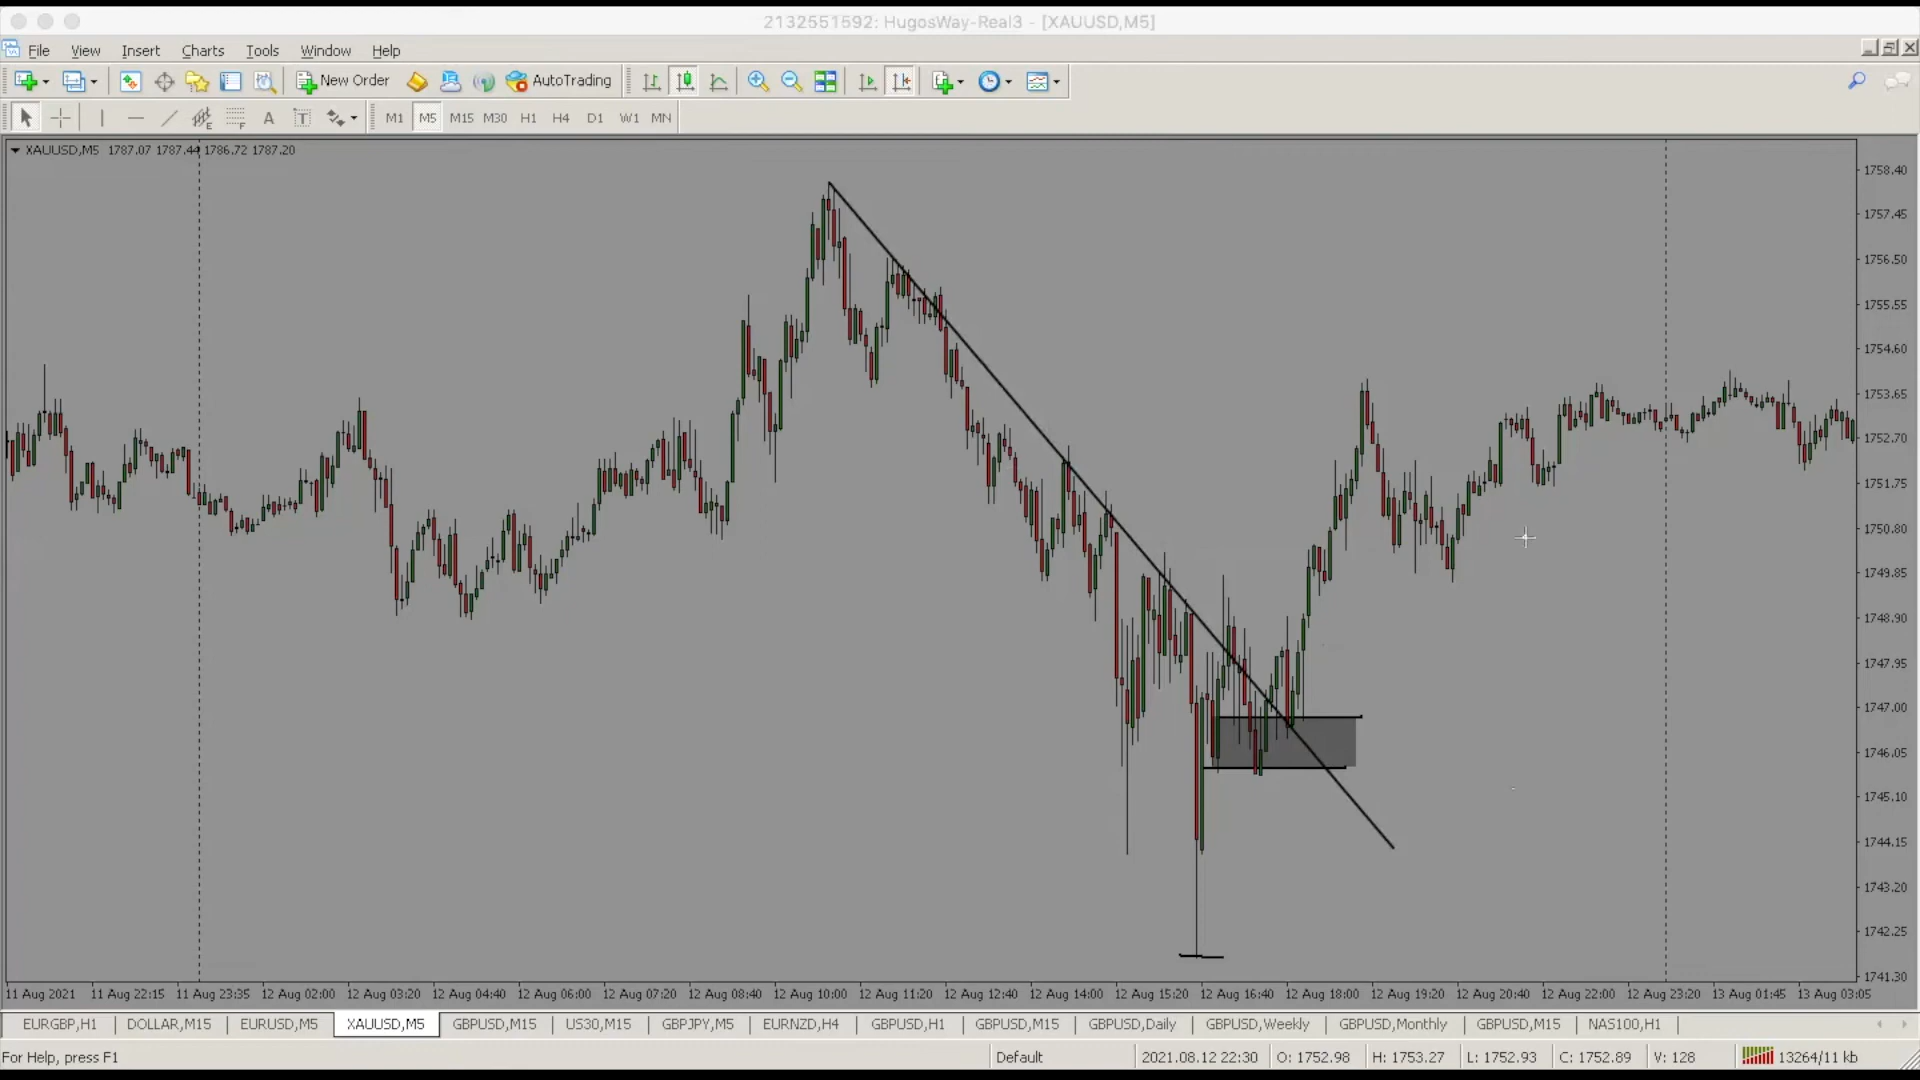 2132551592: HugosWay-Real3 - [XAUUSD,M5]
File View Insert Charts Tools Window Help
New Order AutoTrading
E F A T M1 M5 M15 M30 H1 H4 D1 W1 MN
XAUUSD,M5 1787.07 1787.44 1786.72 1787.20
1758.40
1757.45
1756.50
1755.55
1754.60
1753.65
1752.70
1751.75
1750.80
1749.85
1748.90
1747.95
1747.00
1746.05
1745.10
1744.15
1743.20
1742.25
1741.30
11 Aug 2021 11 Aug 22:15 11 Aug 23:35 12 Aug 02:00 12 Aug 03:20 12 Aug 04:40 12 Aug 06:00 12 Aug 07:20 12 Aug 08:40 12 Aug 10:00 12 Aug 11:20 12 Aug 12:40 12 Aug 14:00 12 Aug 15:20 12 Aug 16:40 12 Aug 18:00 12 Aug 19:20 12 Aug 20:40 12 Aug 22:00 12 Aug 23:20 13 Aug 01:45 13 Aug 03:05
EURGBP,H1 DOLLAR,M15 EURUSD,M5 XAUUSD,M5 GBPUSD,M15 US30,M15 GBPJPY,M5 EURNZD,H4 GBPUSD,H1 GBPUSD,M15 GBPUSD,Daily GBPUSD,Weekly GBPUSD,Monthly GBPUSD,M15 NAS100,H1
For Help, press F1 Default 2021.08.12 22:30 O: 1752.98 H: 1753.27 L: 1752.93 C: 1752.89 V: 128 13264/11 kb